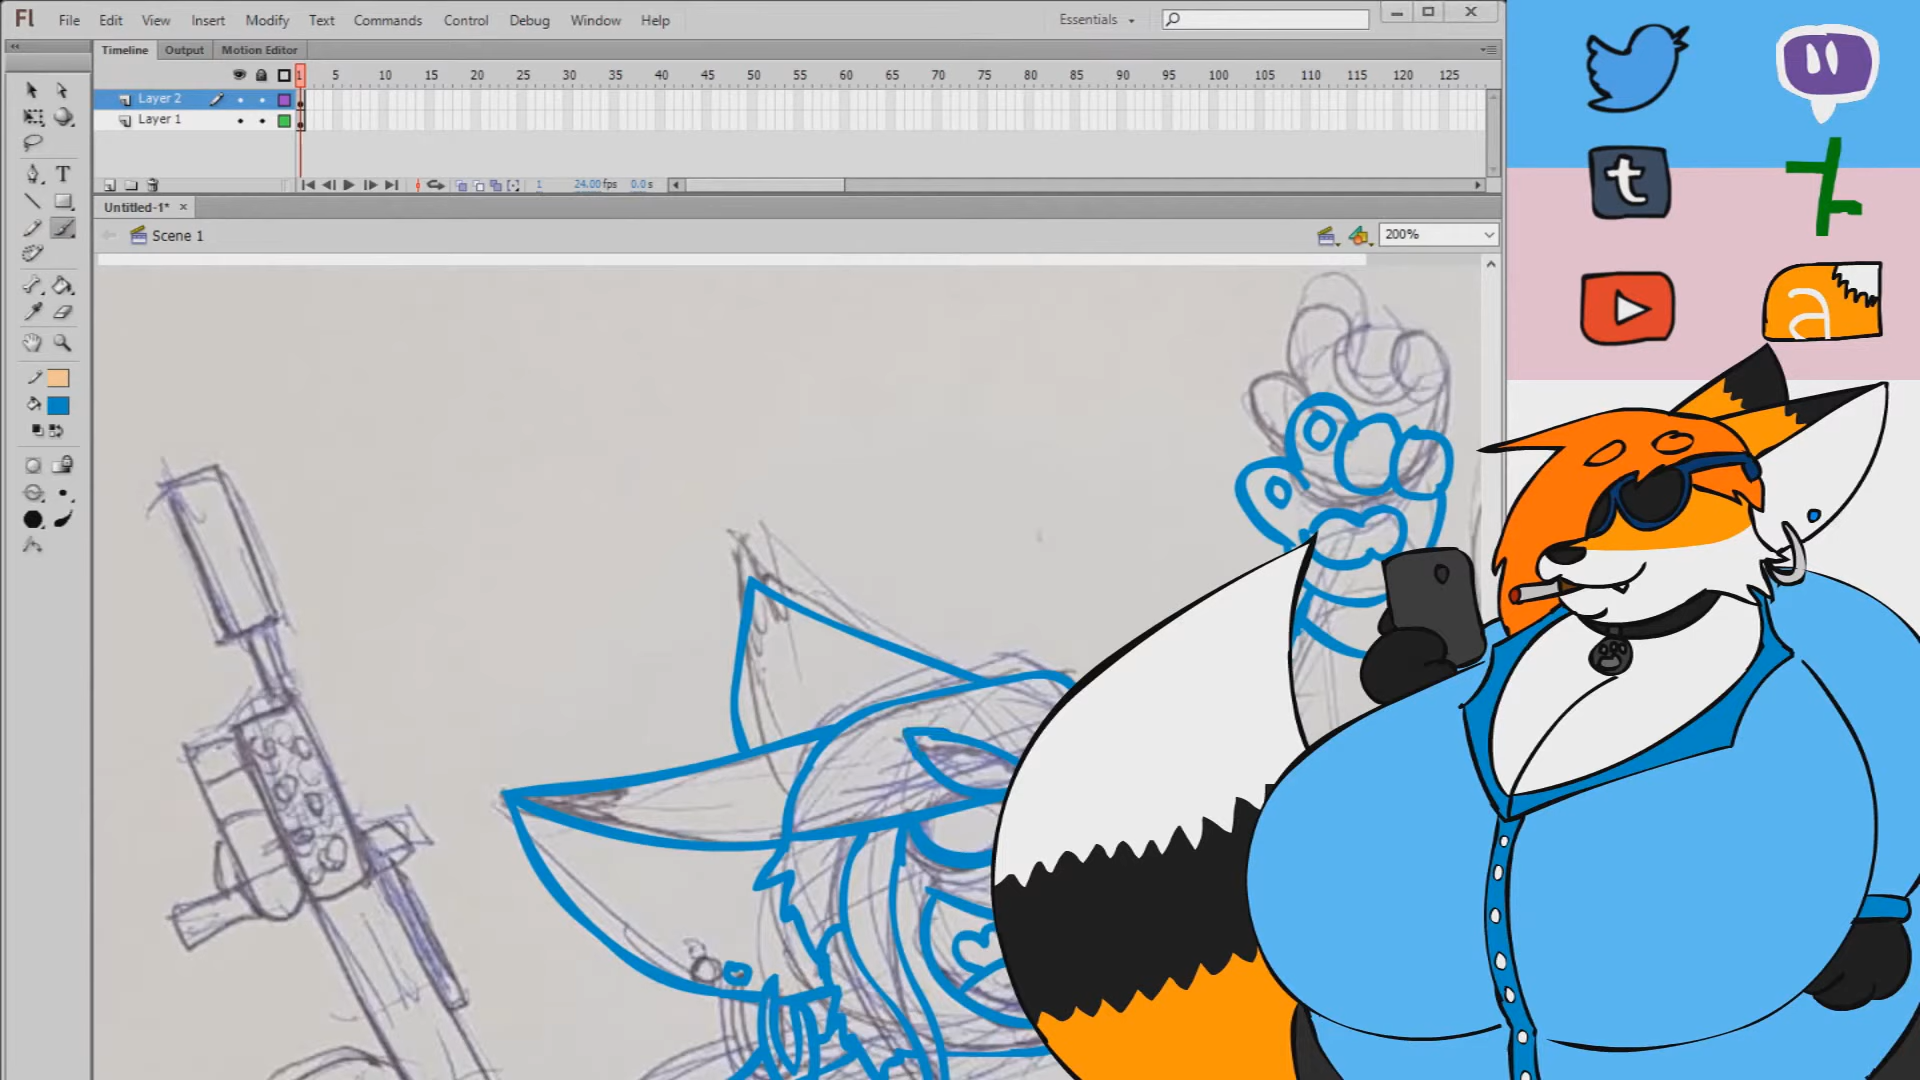 Fl File Edit View Insert Modify Text Commands Control Debug Window Help Essentials
Timeline Output Motion Editor
1 5 10 15 20 25 30 35 40 45 50 55 60 65 70 75 80 85 90 95 100 105 110 115 120 125
Layer 2
Layer 1
1 24.00 fps 0.0 s
Untitled-1*
Scene 1
200%
T
t
a